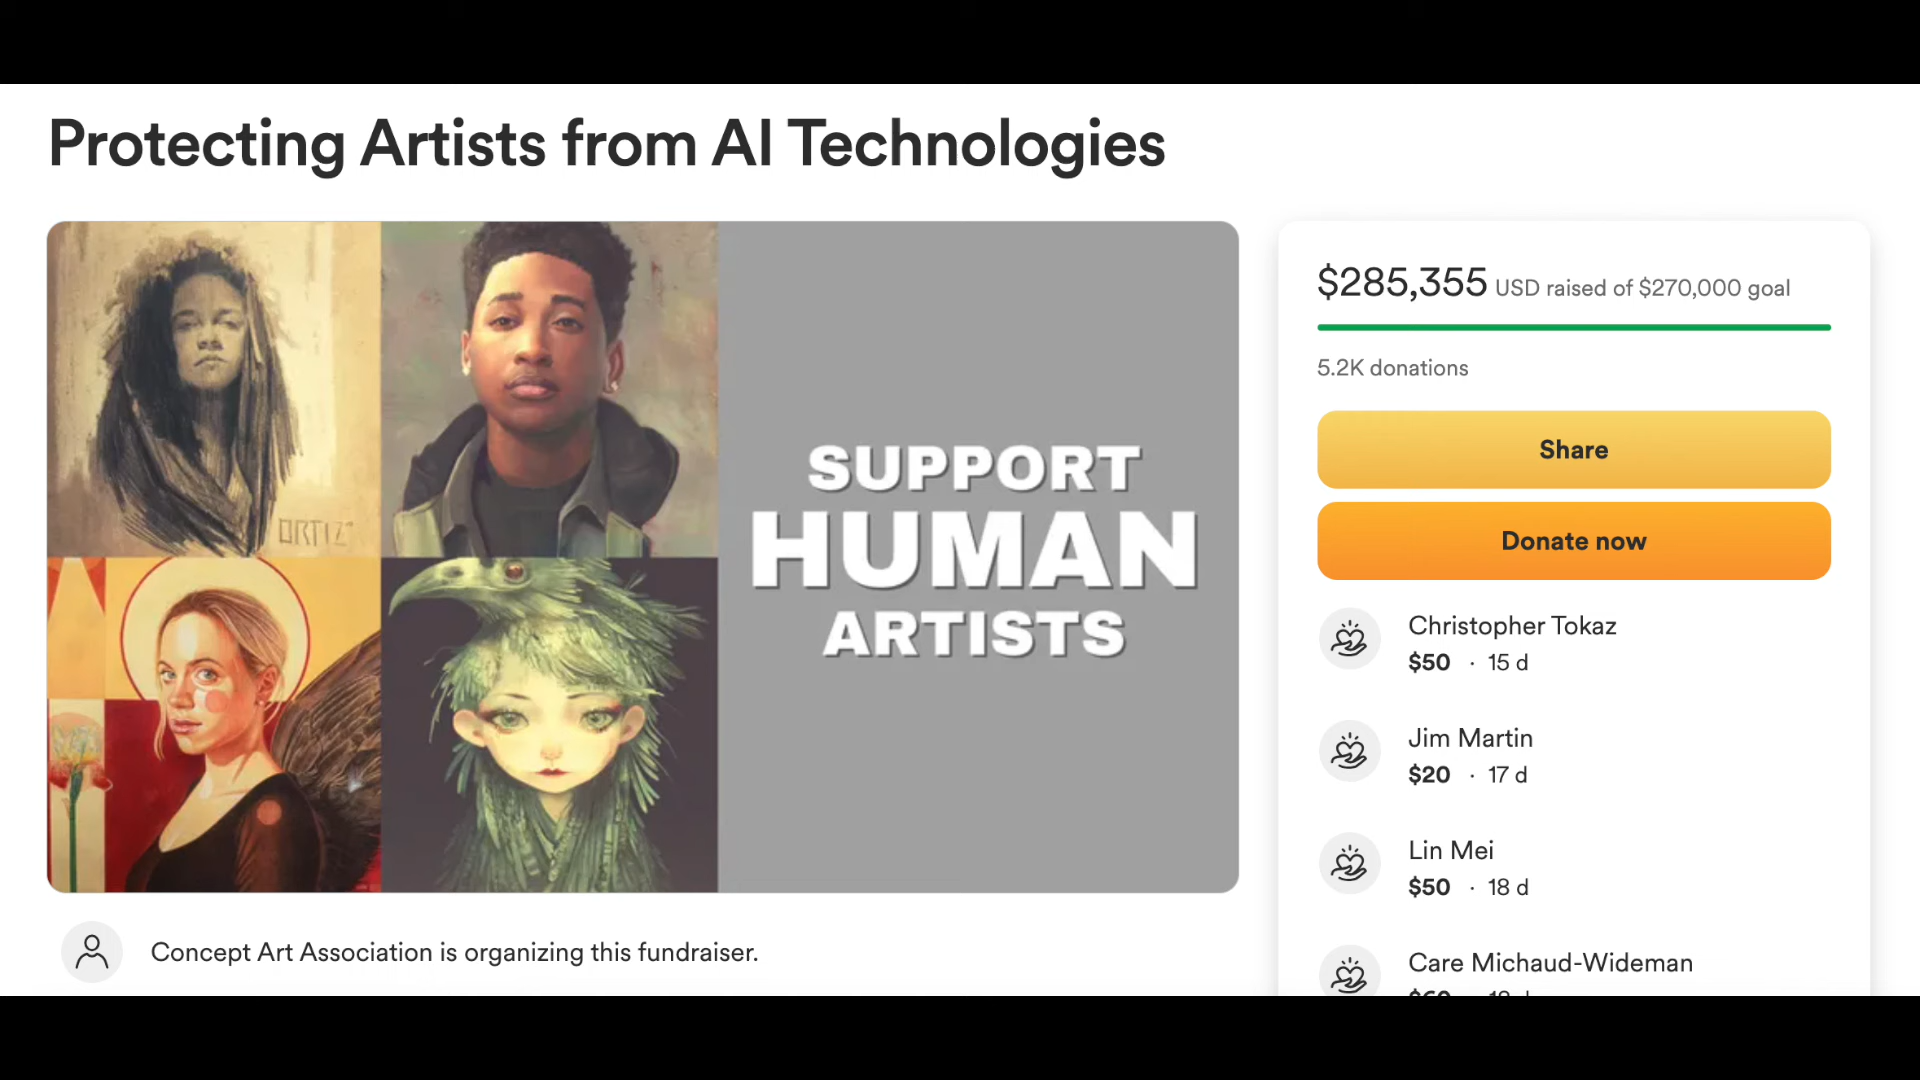 Protecting Artists from AI Technologies
ORTIZ
SUPPORT
HUMAN
ARTISTS
Concept Art Association is organizing this fundraiser.
$285,355 USD raised of $270,000 goal
5.2K donations
Share
Donate now
Christopher Tokaz
$50 · 15 d
Jim Martin
$20 · 17 d
Lin Mei
$50 · 18 d
Care Michaud-Wideman